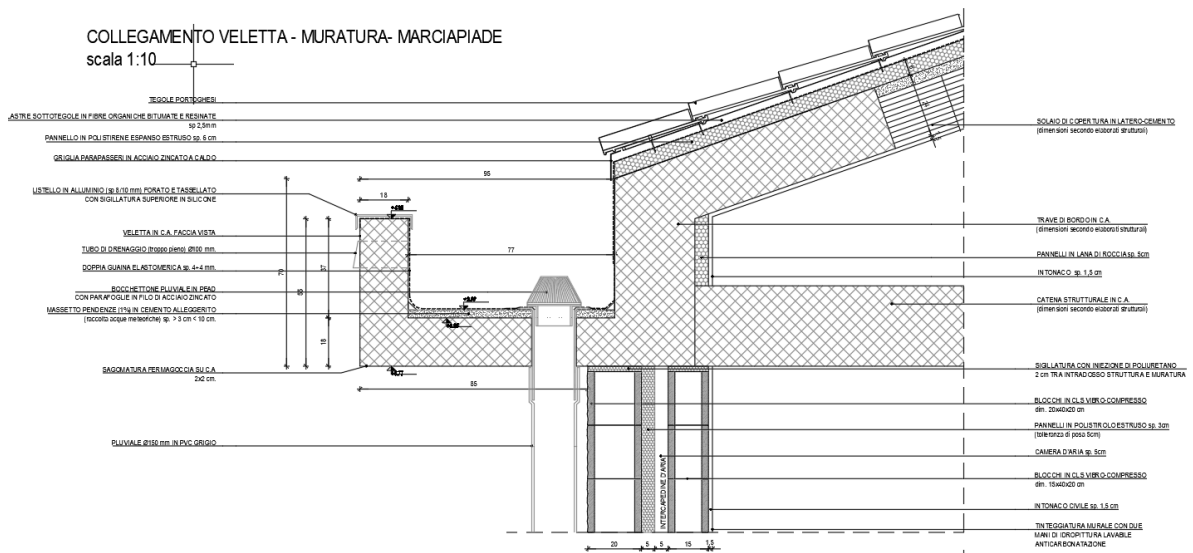 COLLEGAMENTO VELETTA - MURATURA- MARCIAPIADE
scala 1:10
TEGOLE PORTOGHESI
LASTRE SOTTOTEGOLE IN FIBRE ORGANICHE BITUMATE E RESINATE
sp 2,5mm
PANNELLO IN POLISTIRENE ESPANSO ESTRUSO sp. 6 cm
GRIGLIA PARAPASSERI IN ACCIAIO ZINCATO A CALDO
LISTELLO IN ALLUMINIO (sp 8/10 mm) FORATO E TASSELLATO
CON SIGILLATURA SUPERIORE IN SILICONE
VELETTA IN C.A. FACCIA VISTA
TUBO DI DRENAGGIO (troppo pieno) Ø100 mm.
DOPPIA GUAINA ELASTOMERICA sp. 4+4 mm.
BOCCHETTONE PLUVIALE IN PEAD
CON PARAFOGLIE IN FILO DI ACCIAIO ZINCATO
MASSETTO PENDENZE (1%) IN CEMENTO ALLEGGERITO
(raccolta acque meteoriche) sp. > 3 cm < 10 cm.
SAGOMATURA FERMAGOCCIA SU C.A
2x2 cm.
PLUVIALE Ø150 mm IN PVC GRIGIO
95
18
77
70
55
37
18
85
SOLAIO DI COPERTURA IN LATERO-CEMENTO
(dimensioni secondo elaborati strutturali)
TRAVE DI BORDO IN C.A.
(dimensioni secondo elaborati strutturali)
PANNELLI IN LANA DI ROCCIA sp. 5cm
INTONACO sp. 1,5 cm
CATENA STRUTTURALE IN C.A.
(dimensioni secondo elaborati strutturali)
SIGILLATURA CON INIEZIONE DI POLIURETANO
2 cm TRA INTRADOSSO STRUTTURA E MURATURA
BLOCCHI IN CLS VIBRO-COMPRESSO
dim. 20x40x20 cm
PANNELLI IN POLISTIROLO ESTRUSO sp. 3cm
(tolleranza di posa 5cm)
CAMERA D'ARIA sp. 5cm
BLOCCHI IN CLS VIBRO-COMPRESSO
dim. 15x40x20 cm
INTONACO CIVILE sp. 1,5 cm
TINTEGGIATURA MURALE CON DUE
MANI DI IDROPITTURA LAVABILE
ANTICARBONATAZIONE
INTERCAPEDINE D'ARIA
20 5 5 15 1,5